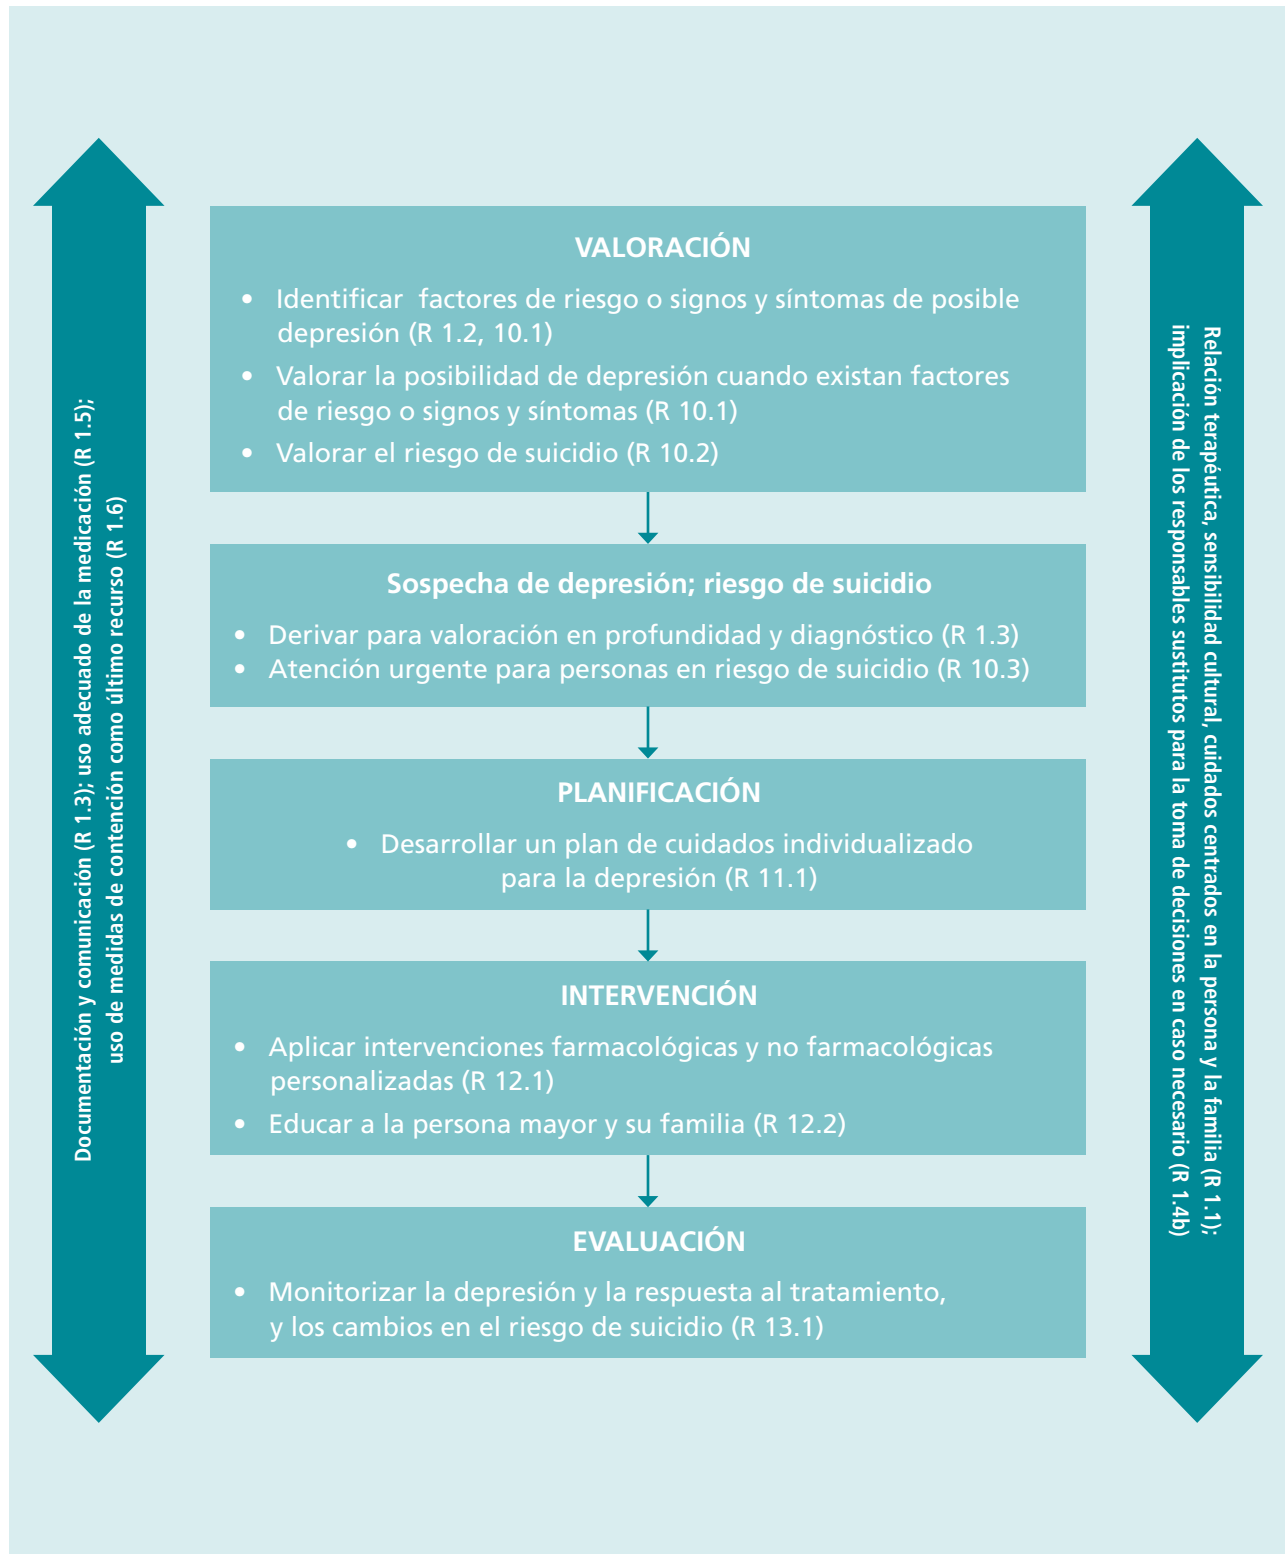 Documentación y comunicación (R 1.3); uso adecuado de la medicación (R 1.5);
uso de medidas de contención como último recurso (R 1.6)
VALORACIÓN
• Identificar factores de riesgo o signos y síntomas de posible
depresión (R 1.2, 10.1)
• Valorar la posibilidad de depresión cuando existan factores
de riesgo o signos y síntomas (R 10.1)
• Valorar el riesgo de suicidio (R 10.2)
Sospecha de depresión; riesgo de suicidio
• Derivar para valoración en profundidad y diagnóstico (R 1.3)
• Atención urgente para personas en riesgo de suicidio (R 10.3)
PLANIFICACIÓN
• Desarrollar un plan de cuidados individualizado
para la depresión (R 11.1)
INTERVENCIÓN
• Aplicar intervenciones farmacológicas y no farmacológicas
personalizadas (R 12.1)
• Educar a la persona mayor y su familia (R 12.2)
EVALUACIÓN
• Monitorizar la depresión y la respuesta al tratamiento,
y los cambios en el riesgo de suicidio (R 13.1)
Relación terapéutica, sensibilidad cultural, cuidados centrados en la persona y la familia (R 1.1);
implicación de los responsables sustitutos para la toma de decisiones en caso necesario (R 1.4b)